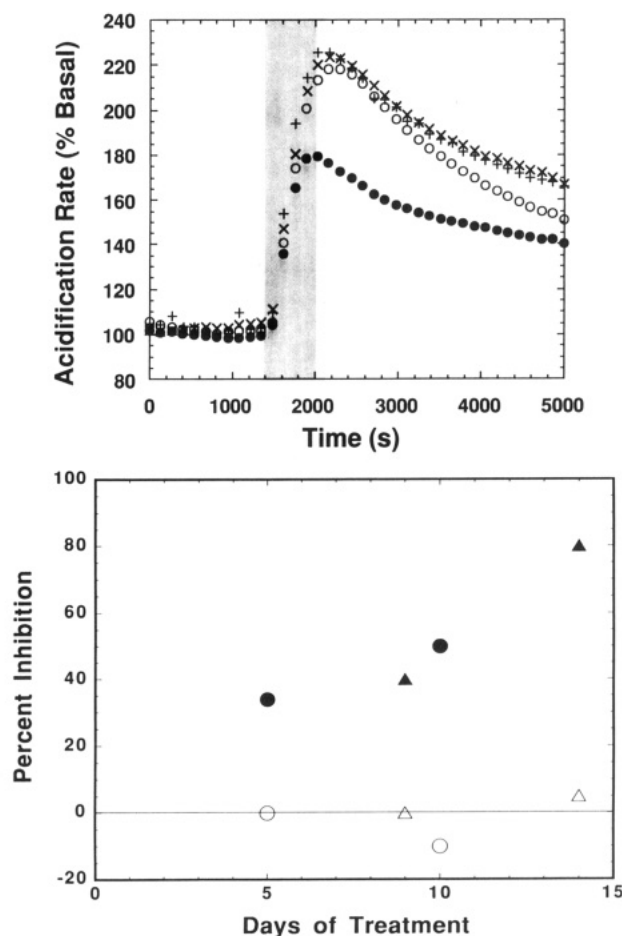 240
220
200
180
160
140
120
100
80
Acidification Rate (% Basal)
0 1000 2000 3000 4000 5000
Time (s)
100
80
60
40
20
0
-20
Percent Inhibition
0 5 10 15
Days of Treatment